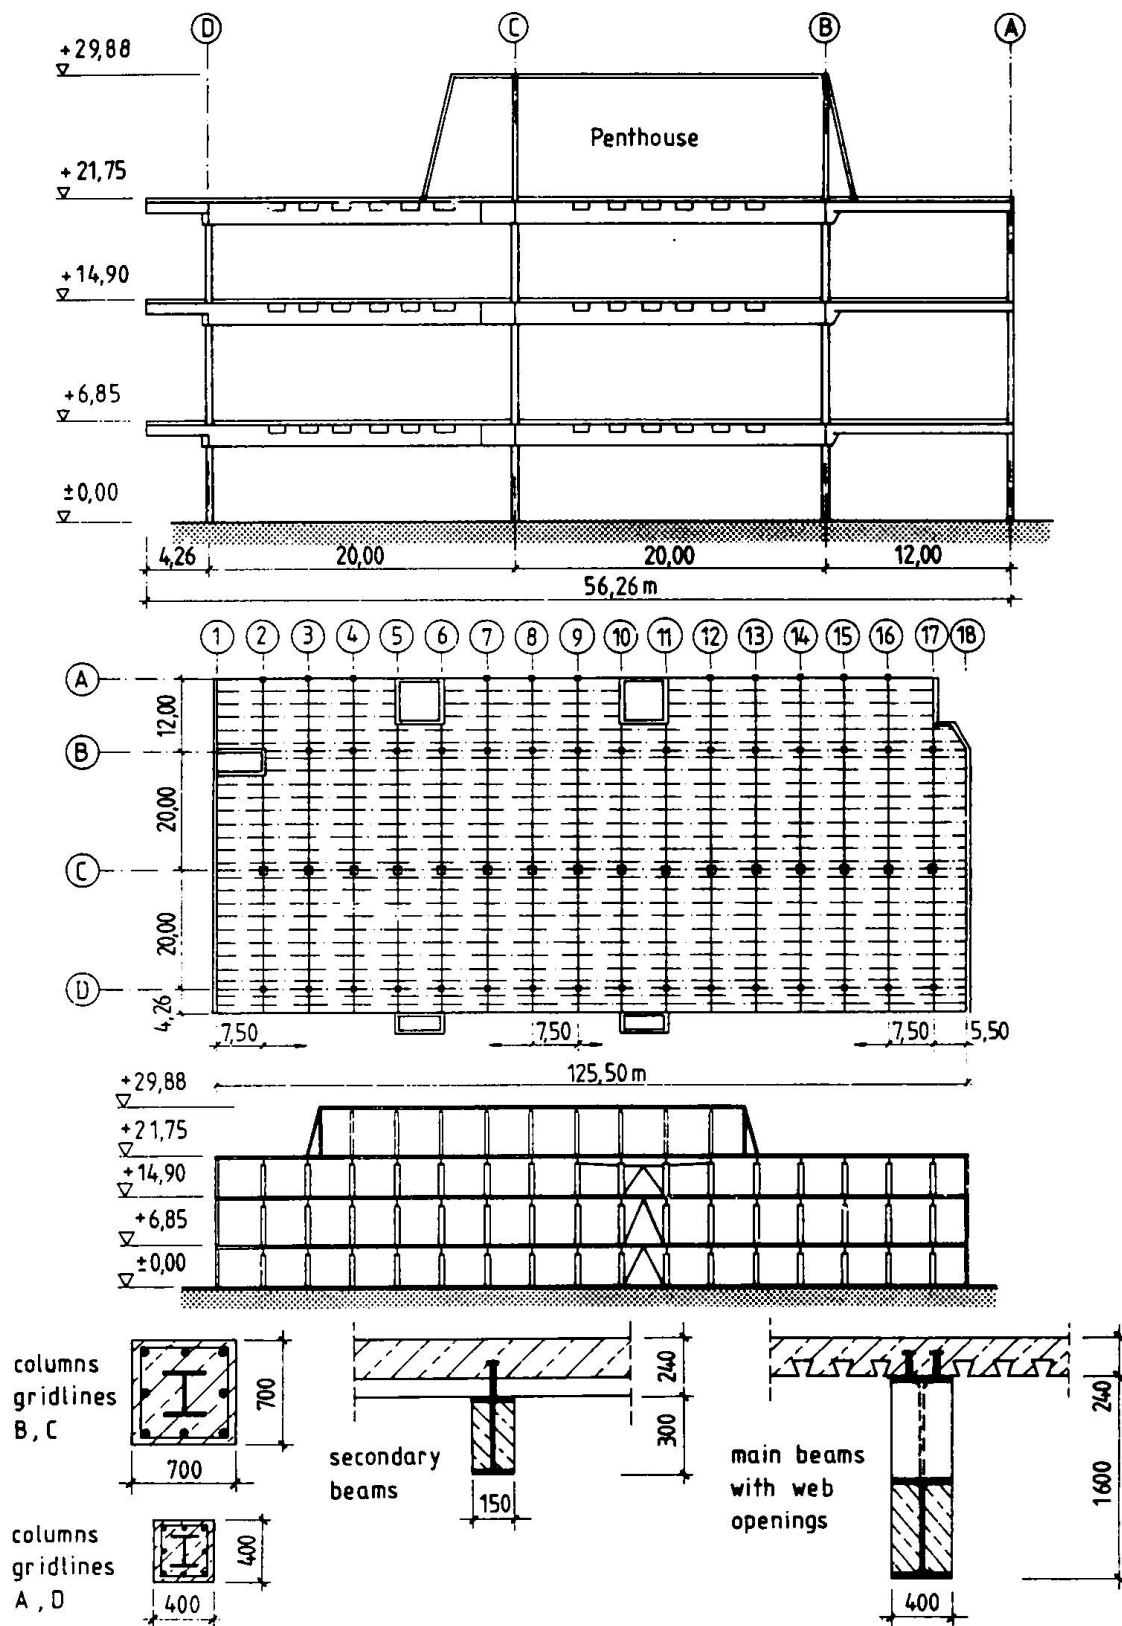 D C B A
+29,88
Penthouse
+21,75
+14,90
+6,85
±0,00
4,26 20,00 20,00 12,00
56,26 m
1 2 3 4 5 6 7 8 9 10 11 12 13 14 15 16 17 18
A
12,00
B
20,00
C
20,00
D
4,26
7,50 7,50 7,50 5,50
125,50 m
+29,88
+21,75
+14,90
+6,85
±0,00
columns
gridlines
B, C
700
700
columns
gridlines
A, D
400
400
secondary
beams
240
300
150
main beams
with web
openings
240
1600
400